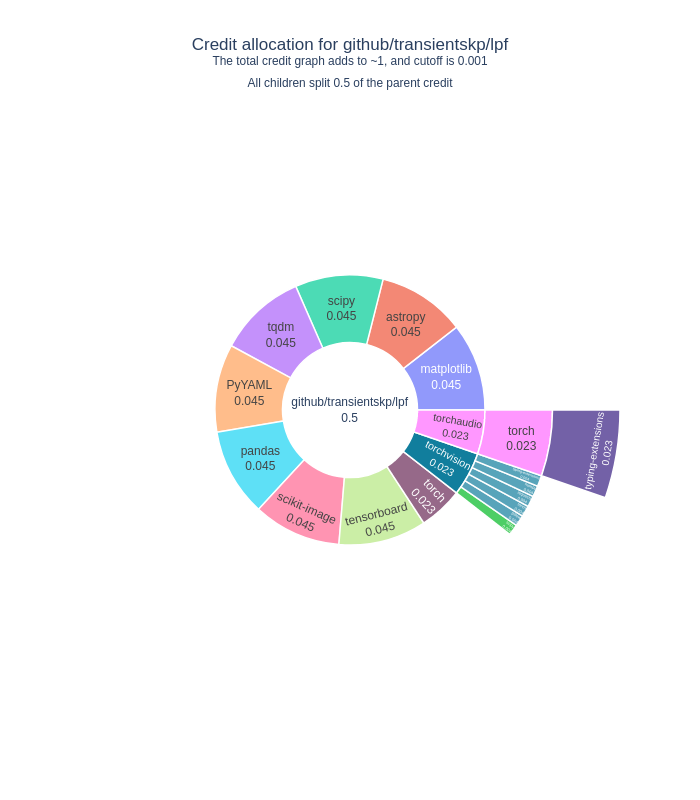 Credit allocation for github/transientskp/lpf
The total credit graph adds to ~1, and cutoff is 0.001
All children split 0.5 of the parent credit
scipy
0.045
astropy
0.045
tqdm
0.045
matplotlib
0.045
PyYAML
0.045
github/transientskp/lpf
0.5
torchaudio
0.023
torch
0.023
typing-extensions
0.023
pandas
0.045
torchvision
0.023
scikit-image
0.045
tensorboard
0.045
torch
0.023